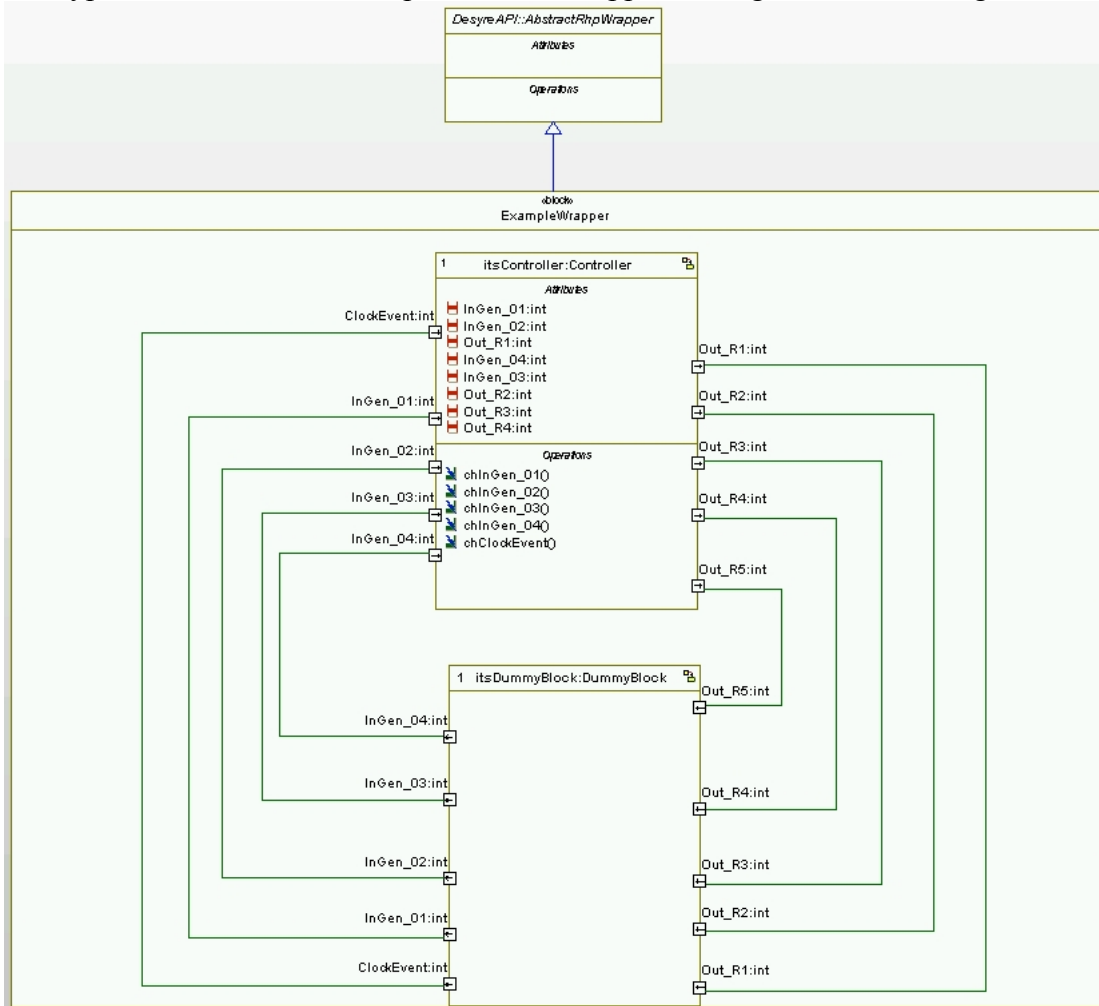 DesyreAPI::AbstractRhpWrapper
Attributes
Operations
«block»
ExampleWrapper
1 itsController:Controller
Attributes
InGen_01:int
InGen_02:int
Out_R1:int
InGen_04:int
InGen_03:int
Out_R2:int
Out_R3:int
Out_R4:int
Operations
chInGen_01()
chInGen_02()
chInGen_03()
chInGen_04()
chClockEvent()
ClockEvent:int
InGen_01:int
InGen_02:int
InGen_03:int
InGen_04:int
Out_R1:int
Out_R2:int
Out_R3:int
Out_R4:int
Out_R5:int
1 itsDummyBlock:DummyBlock
InGen_04:int
InGen_03:int
InGen_02:int
InGen_01:int
ClockEvent:int
Out_R5:int
Out_R4:int
Out_R3:int
Out_R2:int
Out_R1:int